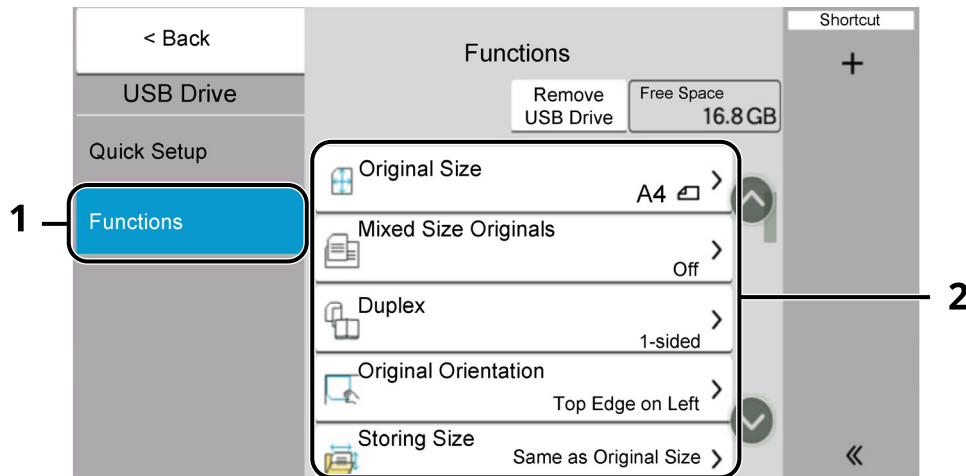 < Back
USB Drive
Quick Setup
Functions
1
Functions
Remove
USB Drive
Free Space
16.8 GB
Original Size
A4
Mixed Size Originals
Off
Duplex
1-sided
Original Orientation
Top Edge on Left
Storing Size
Same as Original Size
2
Shortcut
+
«